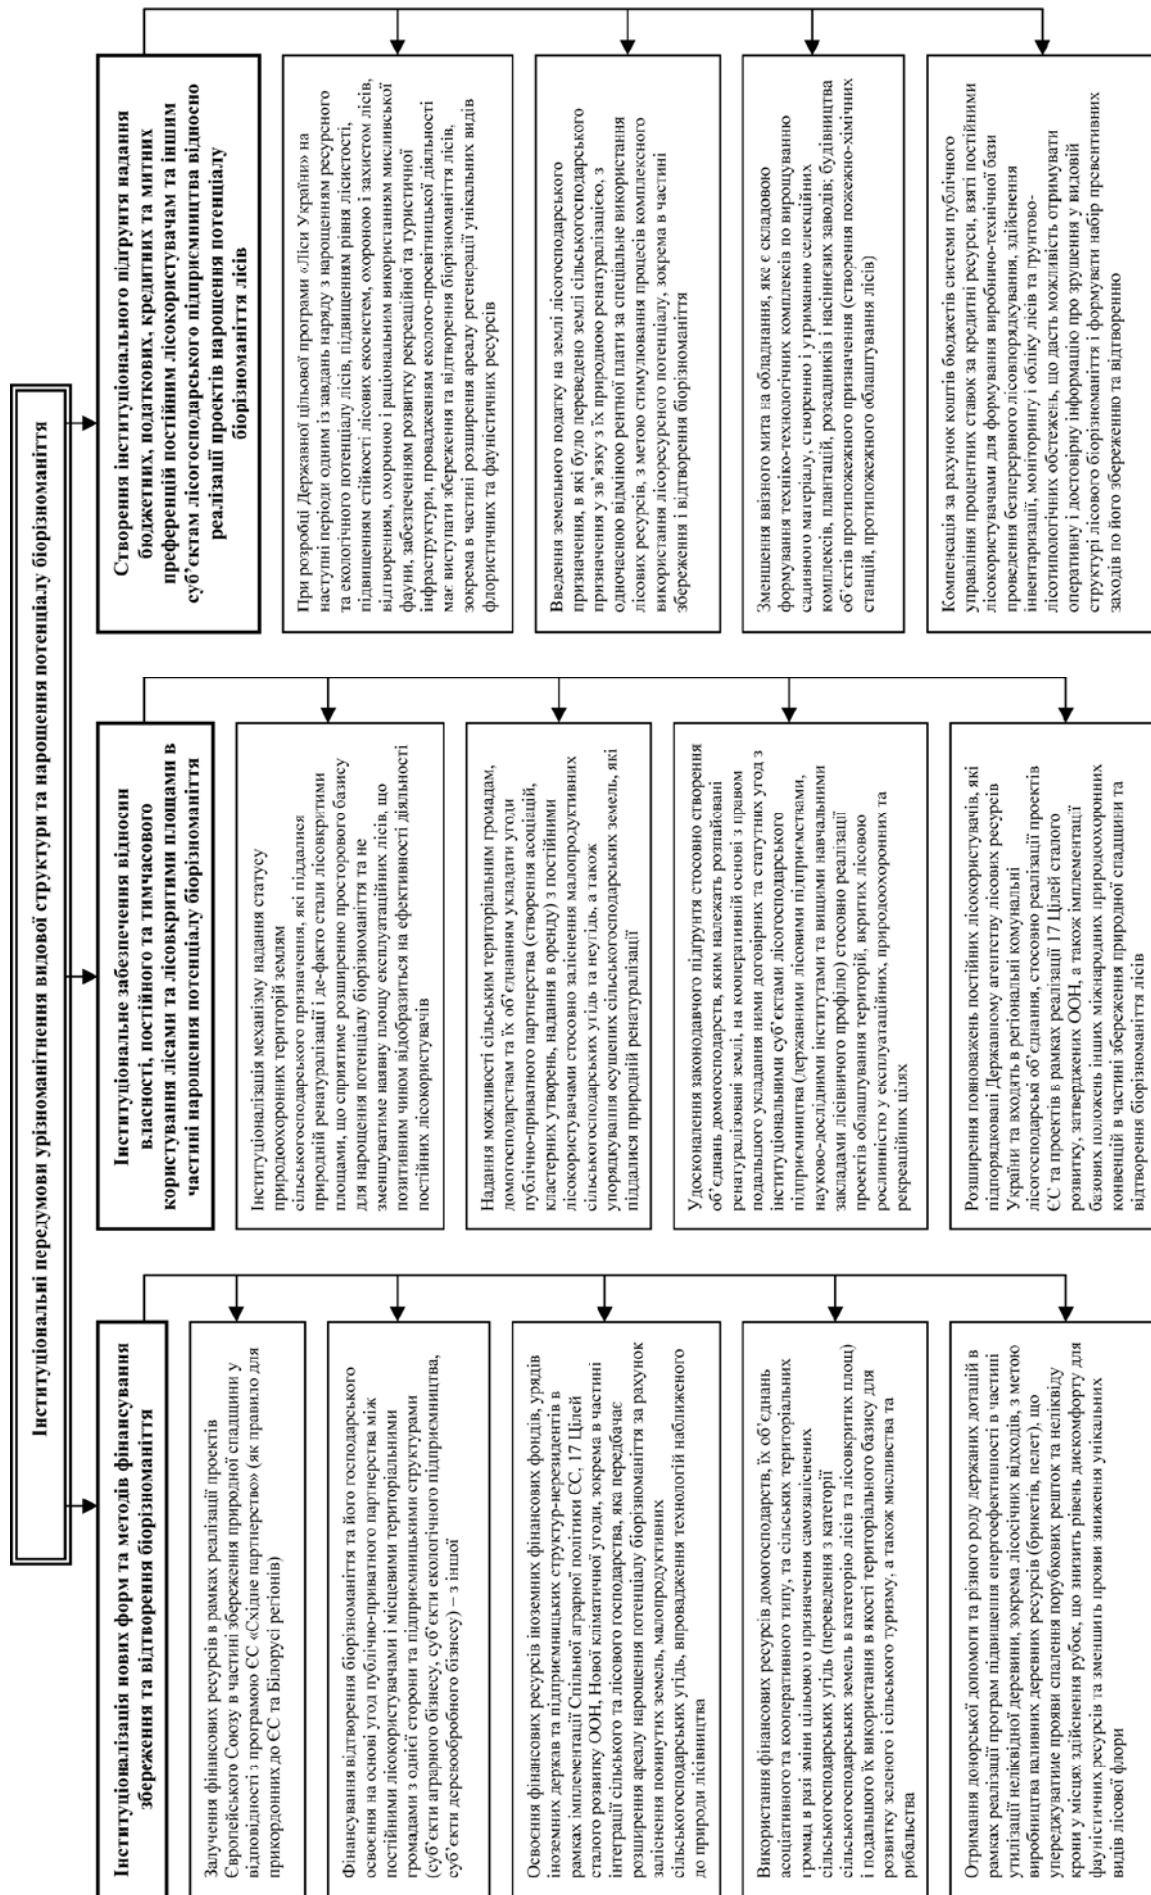 Інституціональні передумови урізноманітнення видової структури та нарощення потенціалу біорізноманіття
Інституціоналізація нових форм та методів фінансування
збереження та відтворення біорізноманіття
Залучення фінансових ресурсів в рамках реалізації проектів
Європейського Союзу в частині збереження природної спадщини у
відповідності з програмою ЄС «Східне партнерство» (як правило для
прикордонних до ЄС та Білорусі регіонів)
Фінансування відтворення біорізноманіття та його господарського
освоєння на основі угод публічно-приватного партнерства між
постійними лісокористувачами і місцевими територіальними
громадами з однієї сторони та підприємницькими структурами
(суб’єкти аграрного бізнесу, суб’єкти екологічного підприємництва,
суб’єкти деревообробного бізнесу) – з іншої
Освоєння фінансових ресурсів іноземних фінансових фондів, урядів
іноземних держав та підприємницьких структур-нерезидентів в
рамках імплементації Спільної аграрної політики ЄС, 17 Цілей
сталого розвитку ООН, Нової кліматичної угоди, зокрема в частині
інтеграції сільського та лісового господарства, яка передбачає
розширення ареалу нарощення потенціалу біорізноманіття за рахунок
заліснення покинутих земель, малопродуктивних
сільськогосподарських угідь, впровадження технологій наближеного
до природи лісівництва
Використання фінансових ресурсів домогосподарств, їх об’єднань
асоціативного та кооперативного типу, та сільських територіальних
громад в разі зміни цільового призначення самозаліснених
сільськогосподарських угідь (переведення з категорії
сільськогосподарських земель в категорію лісів та лісовкритих площ)
і подальшого їх використання в якості територіального базису для
розвитку зеленого і сільського туризму, а також мисливства та
рибальства
Отримання донорської допомоги та різного роду держаних дотацій в
рамках реалізації програм підвищення енергоефективності в частині
утилізації неліквідної деревини, зокрема лісосічних відходів, з метою
виробництва паливних деревних ресурсів (брикетів, пелет), що
упереджуватиме прояви спалення порубкових решток та неліквіду
крони у місцях здійснення рубок, що знизить рівень дискомфорту для
фауністичних ресурсів та зменшить прояви зниження унікальних
видів лісової флори
Інституціональне забезпечення відносин
власності, постійного та тимчасового
користування лісами та лісовкритими площами в
частині нарощення потенціалу біорізноманіття
Інституціоналізація механізму надання статусу
природоохоронних територій землям
сільськогосподарського призначення, які піддалися
природній ренатуралізації і де-факто стали лісовкритими
площами, що сприятиме розширенню просторового базису
для нарощення потенціалу біорізноманіття та не
зменшуватиме наявну площу експлуатаційних лісів, що
позитивним чином відобразиться на ефективності діяльності
постійних лісокористувачів
Надання можливості сільським територіальним громадам,
домогосподарствам та їх об’єднанням укладати угоди
публічно-приватного партнерства (створення асоціацій,
кластерних утворень, надання в оренду) з постійними
лісокористувачами стосовно заліснення малопродуктивних
сільськогосподарських угідь та неугідь, а також
упорядкування осушених сільськогосподарських земель, які
піддалися природній ренатуралізації
Удосконалення законодавчого підґрунтя стосовно створення
об’єднань домогосподарств, яким належать розпайовані
ренатуралізовані землі, на кооперативній основі з правом
подальшого укладання ними договірних та статутних угод з
інституціональними суб’єктами лісогосподарського
підприємництва (державними лісовими підприємствами,
науково-дослідними інститутами та вищими навчальними
закладами лісівничого профілю) стосовно реалізації
проектів облаштування територій, вкритих лісовою
рослинністю у експлуатаційних, природоохоронних та
рекреаційних цілях
Розширення повноважень постійних лісокористувачів, які
підпорядковані Державному агентству лісових ресурсів
України та входять в регіональні комунальні
лісогосподарські об’єднання, стосовно реалізації проектів
ЄС та проектів в рамках реалізації 17 Цілей сталого
розвитку, затверджених ООН, а також імплементації
базових положень інших міжнародних природоохоронних
конвенцій в частині збереження природної спадщини та
відтворення біорізноманіття лісів
Створення інституціонального підґрунтя надання
бюджетних, податкових, кредитних та митних
преференцій постійним лісокористувачам та іншим
суб’єктам лісогосподарського підприємництва відносно
реалізації проектів нарощення потенціалу
біорізноманіття лісів
При розробці Державної цільової програми «Ліси України» на
наступні періоди одним із завдань наряду з нарощенням ресурсного
та екологічного потенціалу лісів, підвищенням рівня лісистості,
підвищенням стійкості лісових екосистем, охороною і захистом лісів,
відтворенням, охороною і раціональним використанням мисливської
фауни, забезпеченням розвитку рекреаційної та туристичної
інфраструктури, провадженням еколого-просвітницької діяльності
має виступати збереження та відтворення біорізноманіття лісів,
зокрема в частині розширення ареалу регенерації унікальних видів
флористичних та фауністичних ресурсів
Введення земельного податку на землі лісогосподарського
призначення, в які було переведено землі сільськогосподарського
призначення у зв’язку з їх природною ренатуралізацією, з
одночасною відміною рентної плати за спеціальне використання
лісових ресурсів, з метою стимулювання процесів комплексного
використання лісоресурсного потенціалу, зокрема в частині
збереження і відтворення біорізноманіття
Зменшення ввізного мита на обладнання, яке є складовою
формування техніко-технологічних комплексів по вирощуванню
садивного матеріалу, створенню и утриманню селекційних
комплексів, плантацій, розсадників і насіннєвих заводів; будівництва
об’єктів протипожежного призначення (створення пожежно-хімічних
станцій, протипожежного облаштування лісів)
Компенсація за рахунок коштів бюджетів системи публічного
управління процентних ставок за кредитні ресурси, взяті постійними
лісокористувачами для формування виробничо-технічної бази
проведення безперервного лісовпорядкування, здійснення
інвентаризації, моніторингу і обліку лісів та ґрунтово-
лісотипологічних обстежень, що дасть можливість отримувати
оперативну і достовірну інформацію про зрушення у видовій
структурі лісового біорізноманіття і формувати набір превентивних
заходів по його збереженню та відтворенню